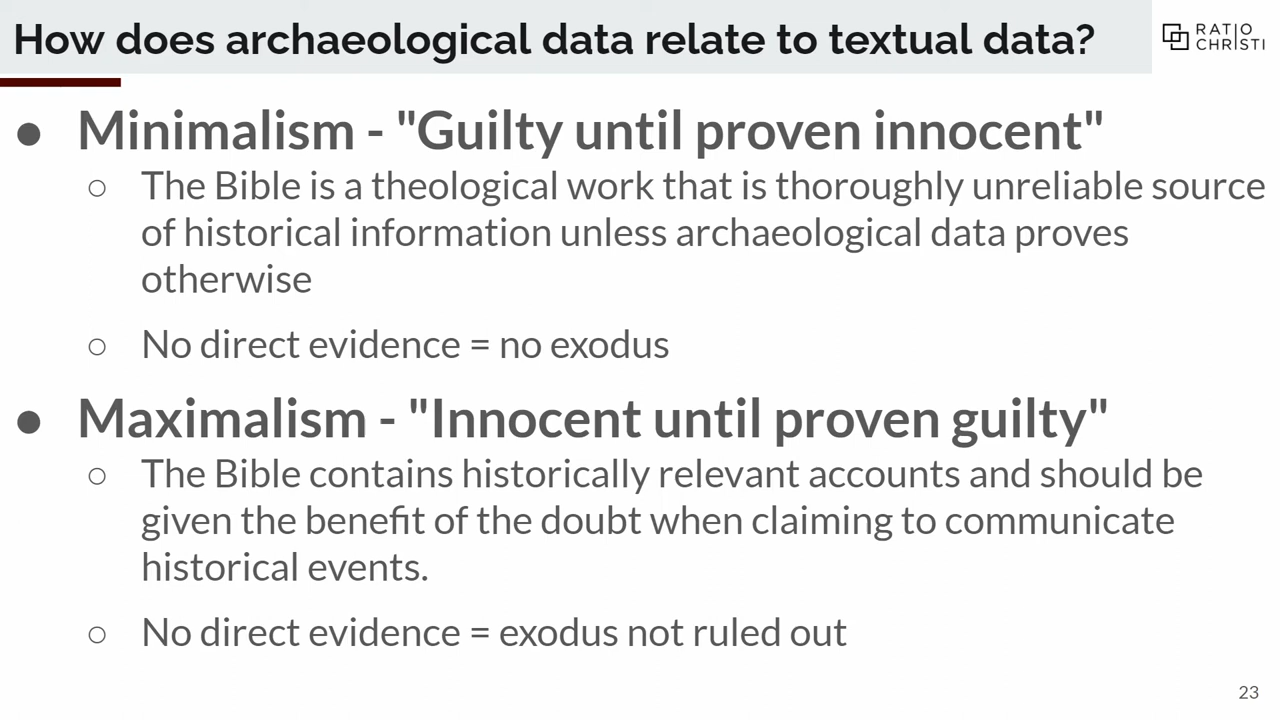 How does archaeological data relate to textual data?
RATIO
CHRISTI
● Minimalism - "Guilty until proven innocent"
○ The Bible is a theological work that is thoroughly unreliable source
of historical information unless archaeological data proves
otherwise
○ No direct evidence = no exodus
● Maximalism - "Innocent until proven guilty"
○ The Bible contains historically relevant accounts and should be
given the benefit of the doubt when claiming to communicate
historical events.
○ No direct evidence = exodus not ruled out
23